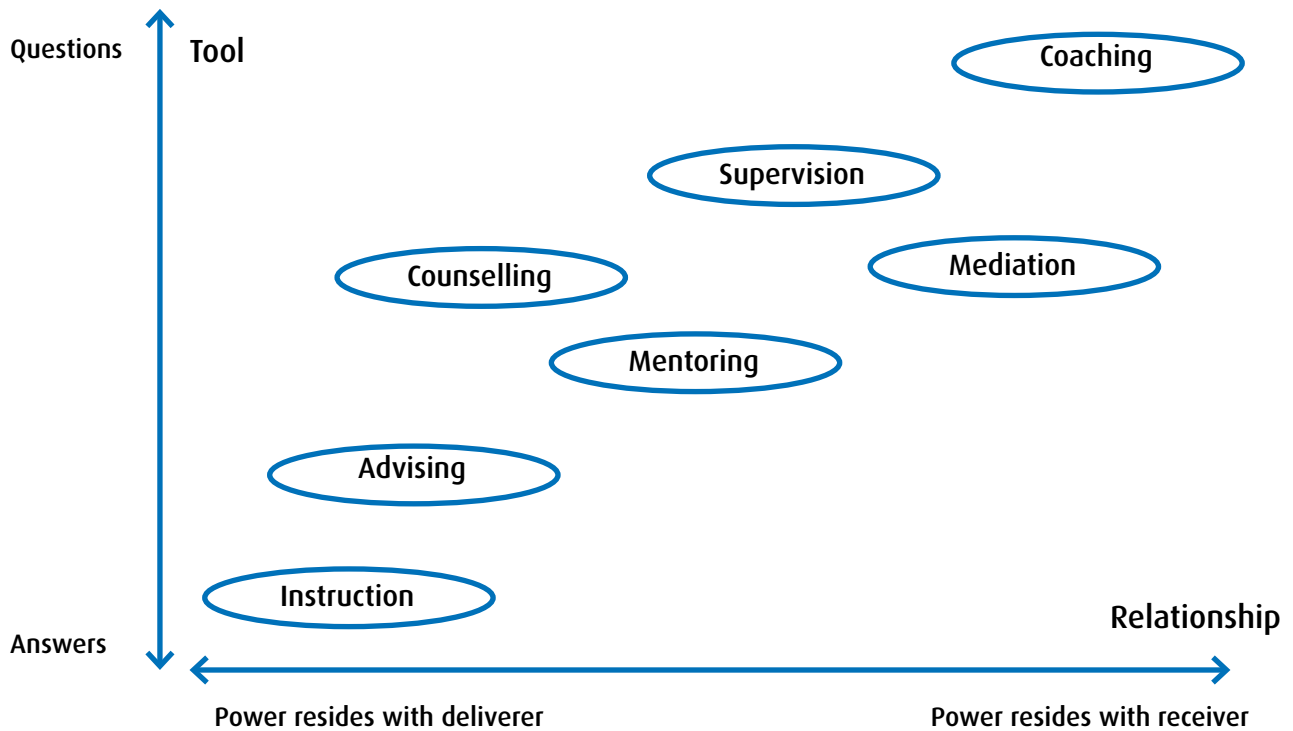 Questions
Tool
Coaching
Supervision
Counselling
Mediation
Mentoring
Advising
Instruction
Relationship
Answers
Power resides with deliverer
Power resides with receiver